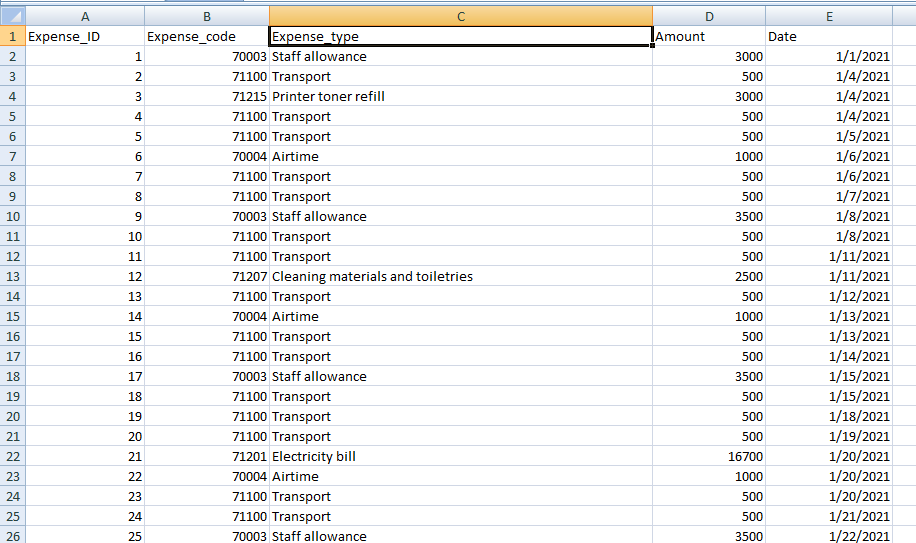 A B C D E
1 Expense_ID Expense_code Expense_type Amount Date
2 1 70003 Staff allowance 3000 1/1/2021
3 2 71100 Transport 500 1/4/2021
4 3 71215 Printer toner refill 3000 1/4/2021
5 4 71100 Transport 500 1/4/2021
6 5 71100 Transport 500 1/5/2021
7 6 70004 Airtime 1000 1/6/2021
8 7 71100 Transport 500 1/6/2021
9 8 71100 Transport 500 1/7/2021
10 9 70003 Staff allowance 3500 1/8/2021
11 10 71100 Transport 500 1/8/2021
12 11 71100 Transport 500 1/11/2021
13 12 71207 Cleaning materials and toiletries 2500 1/11/2021
14 13 71100 Transport 500 1/12/2021
15 14 70004 Airtime 1000 1/13/2021
16 15 71100 Transport 500 1/13/2021
17 16 71100 Transport 500 1/14/2021
18 17 70003 Staff allowance 3500 1/15/2021
19 18 71100 Transport 500 1/15/2021
20 19 71100 Transport 500 1/18/2021
21 20 71100 Transport 500 1/19/2021
22 21 71201 Electricity bill 16700 1/20/2021
23 22 70004 Airtime 1000 1/20/2021
24 23 71100 Transport 500 1/20/2021
25 24 71100 Transport 500 1/21/2021
26 25 70003 Staff allowance 3500 1/22/2021